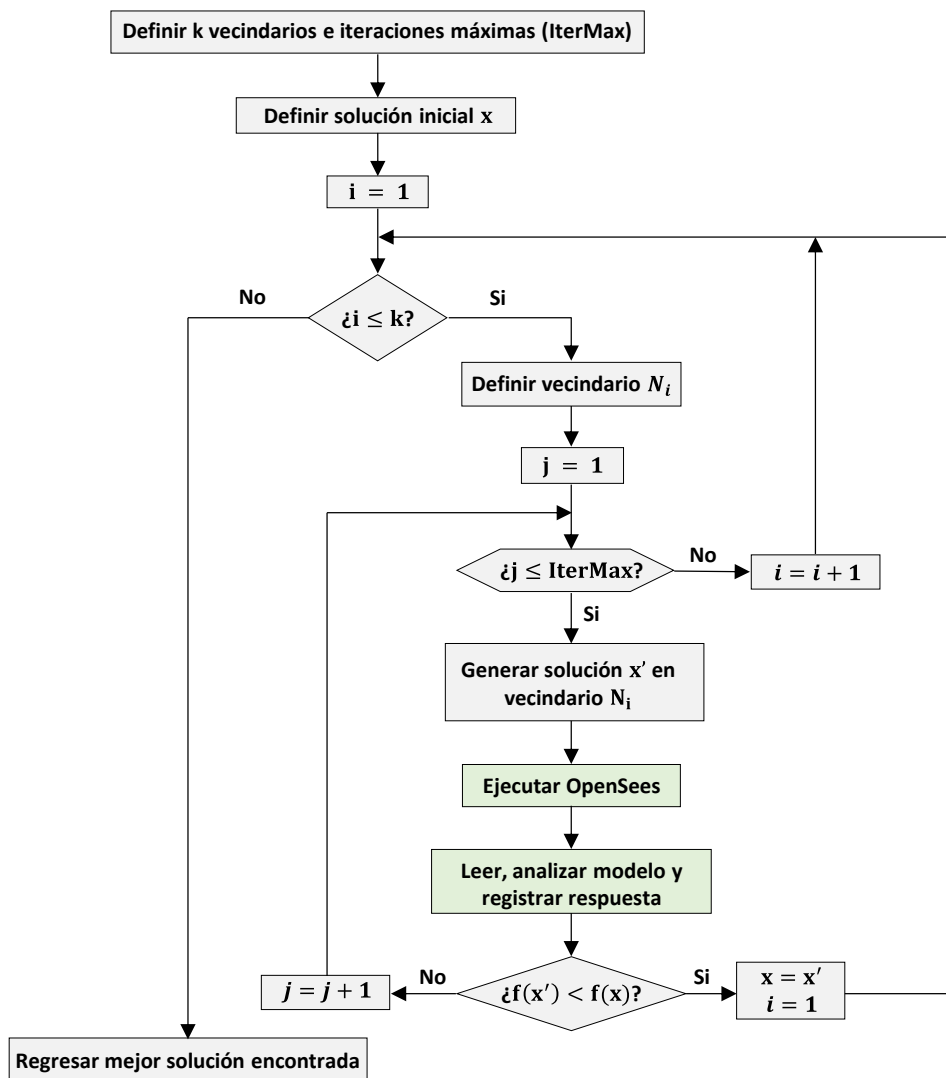 Definir k vecindarios e iteraciones máximas (IterMax)
Definir solución inicial x
i = 1
No
Si
¿i ≤ k?
Definir vecindario N_i
j = 1
¿j ≤ IterMax?
No
i = i + 1
Si
Generar solución x′ en
vecindario N_i
Ejecutar OpenSees
Leer, analizar modelo y
registrar respuesta
j = j + 1
No
¿f(x′) < f(x)?
Si
x = x′
i = 1
Regresar mejor solución encontrada